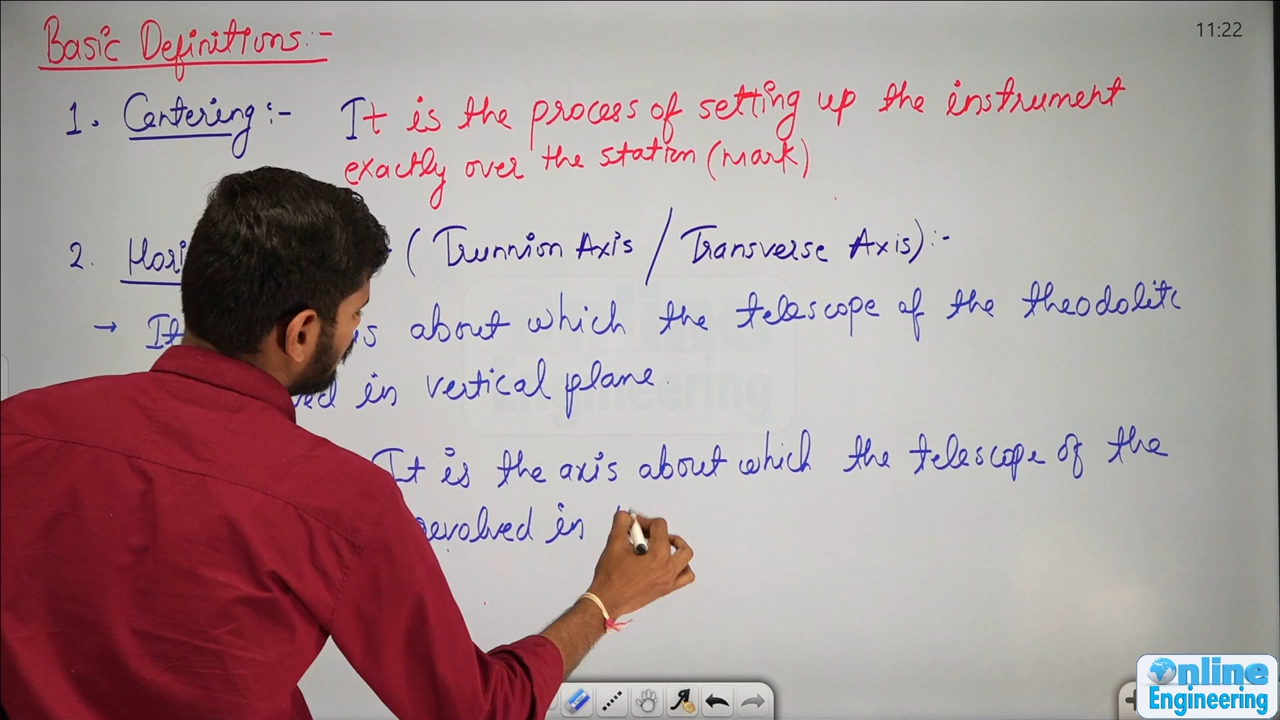 Basic Definitions:-
11:22
1. Centering:- It is the process of setting up the instrument
exactly over the station (mark)
2. (Trunnion Axis / Transverse Axis):-
→ It about which the telescope of the theodolite
in vertical plane.
It is the axis about which the telescope of the
revolved in
Online
Engineering
Online
Engineering